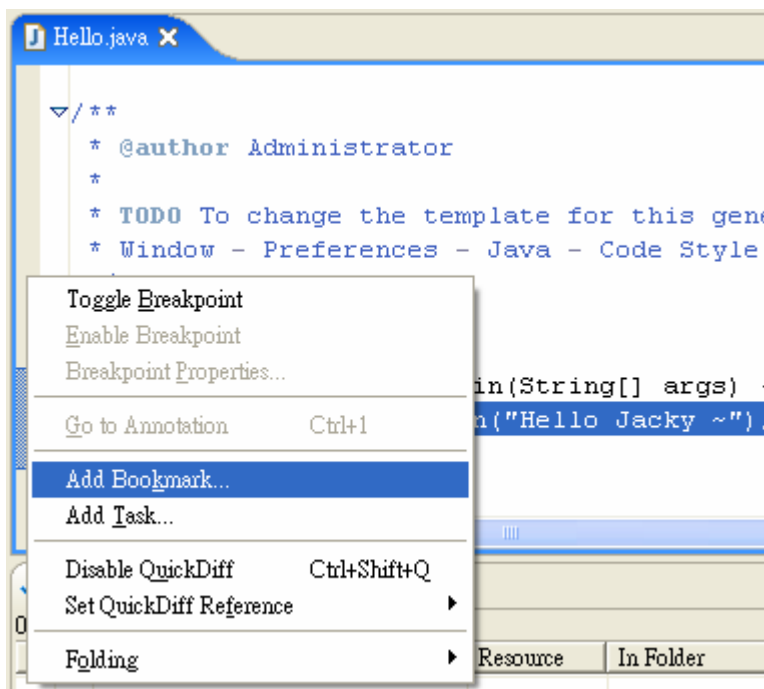 Hello.java
/**
* @author Administrator
*
* TODO To change the template for this gene
* Window - Preferences - Java - Code Style
in(String[] args)
n("Hello Jacky ~")
Toggle Breakpoint
Enable Breakpoint
Breakpoint Properties...
Go to Annotation Ctrl+1
Add Bookmark...
Add Task...
Disable QuickDiff Ctrl+Shift+Q
Set QuickDiff Reference
Folding
0
Resource In Folder